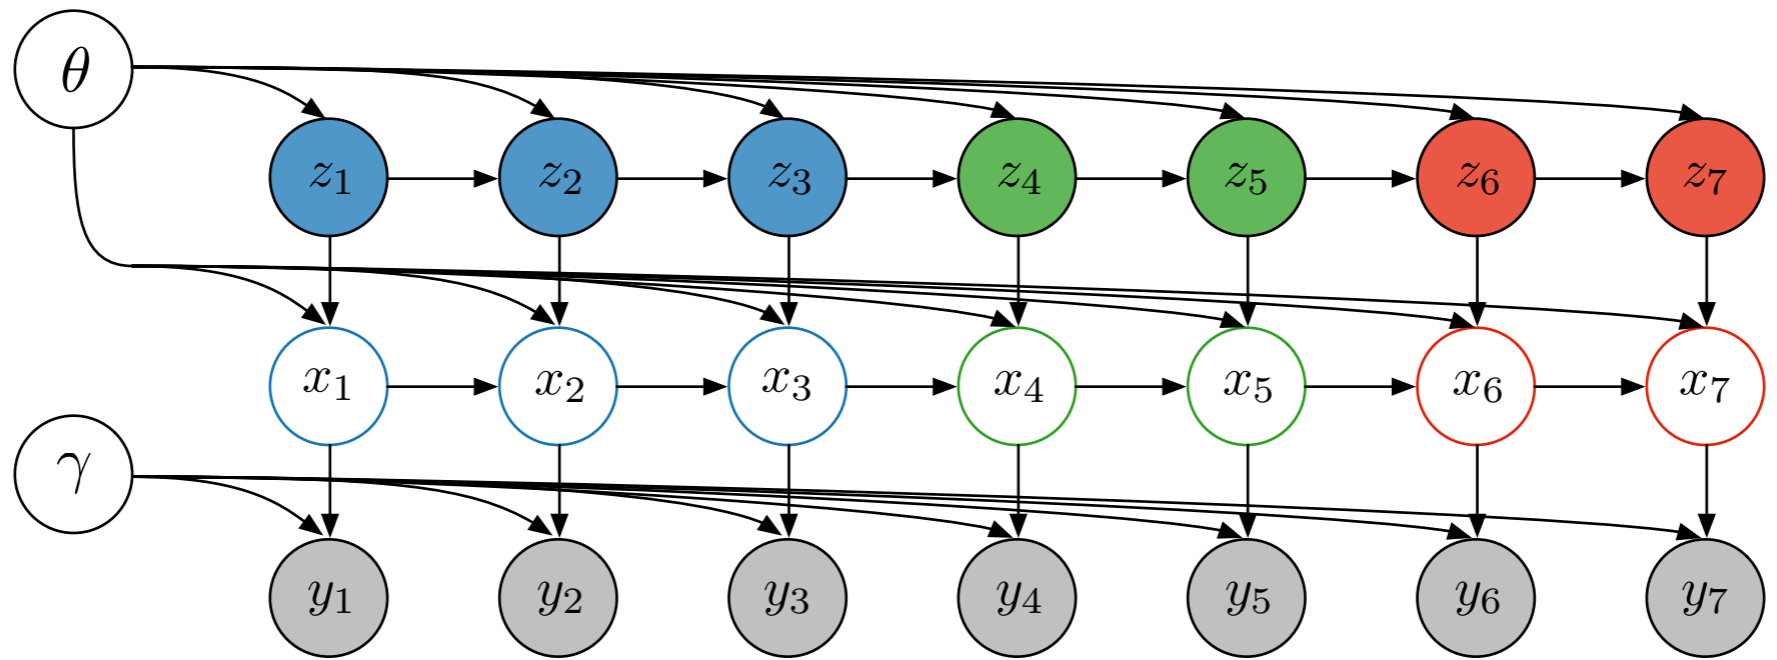 θ
z₁ z₂ z₃ z₄ z₅ z₆ z₇
x₁ x₂ x₃ x₄ x₅ x₆ x₇
γ
y₁ y₂ y₃ y₄ y₅ y₆ y₇